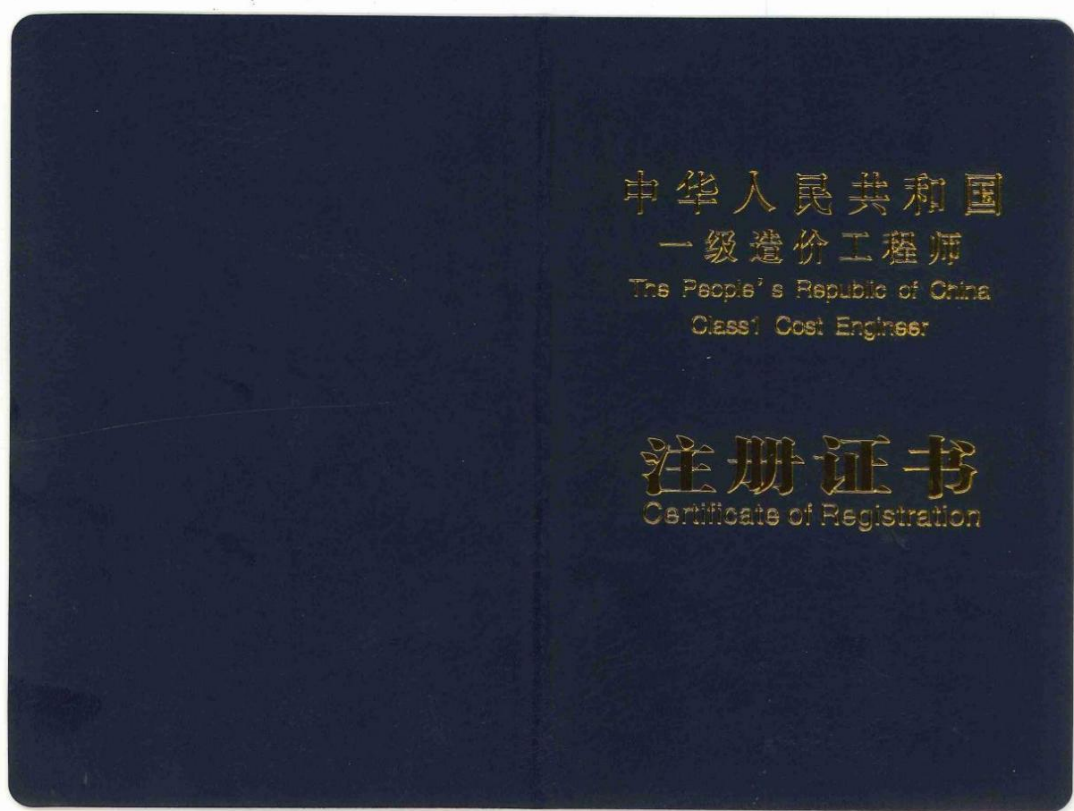 中华人民共和国
一级造价工程师
The People's Republic of China
Class1 Cost Engineer
注册证书
Certificate of Registration